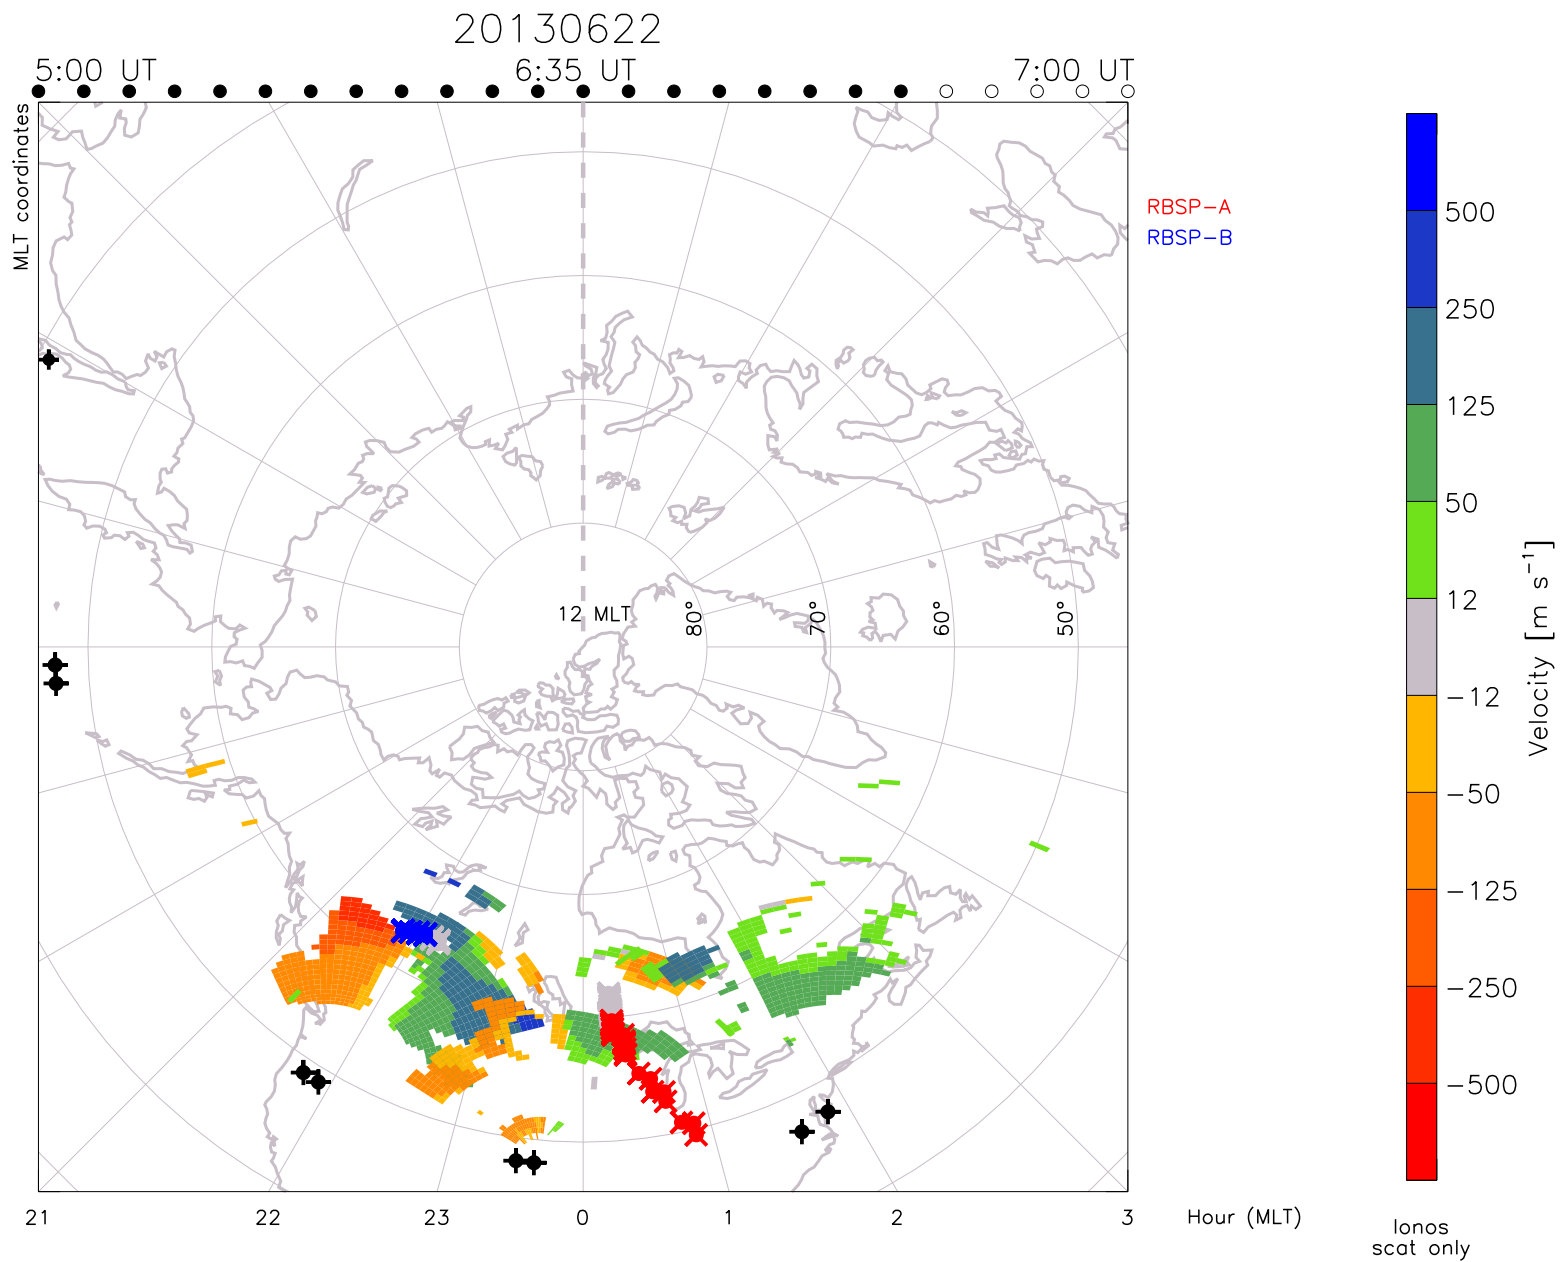 20130622
5:00 UT 6:35 UT 7:00 UT
MLT coordinates
RBSP-A
RBSP-B
12 MLT
80° 70° 60° 50°
500
250
125
50
12
-12
-50
-125
-250
-500
Velocity [m s⁻¹]
21 22 23 0 1 2 3 Hour (MLT)
Ionos
scat only